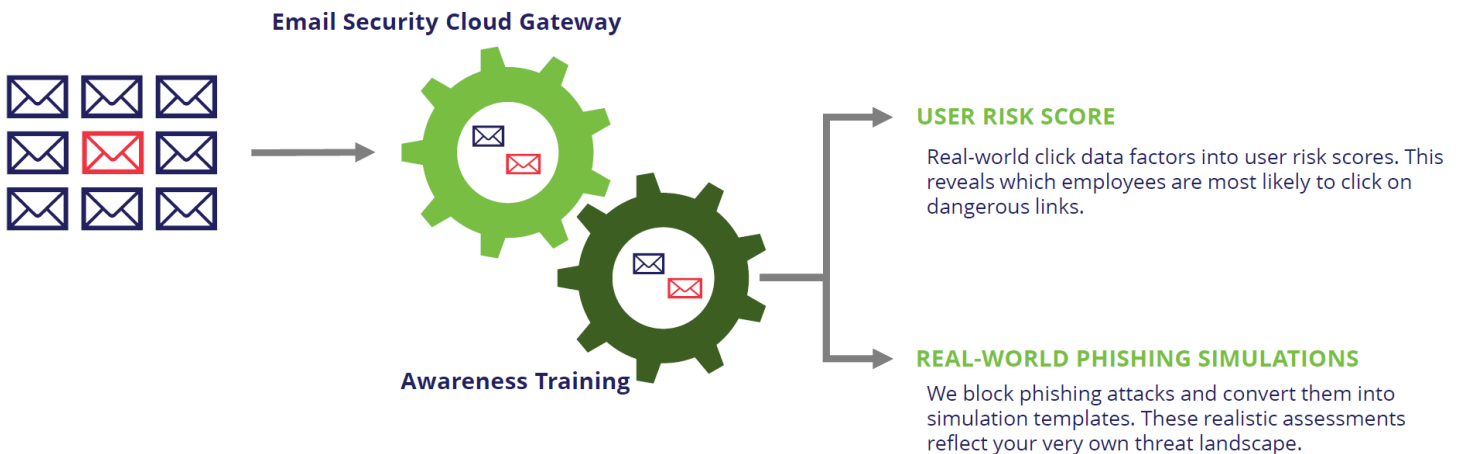 Email Security Cloud Gateway
USER RISK SCORE
Real-world click data factors into user risk scores. This
reveals which employees are most likely to click on
dangerous links.
Awareness Training
REAL-WORLD PHISHING SIMULATIONS
We block phishing attacks and convert them into
simulation templates. These realistic assessments
reflect your very own threat landscape.